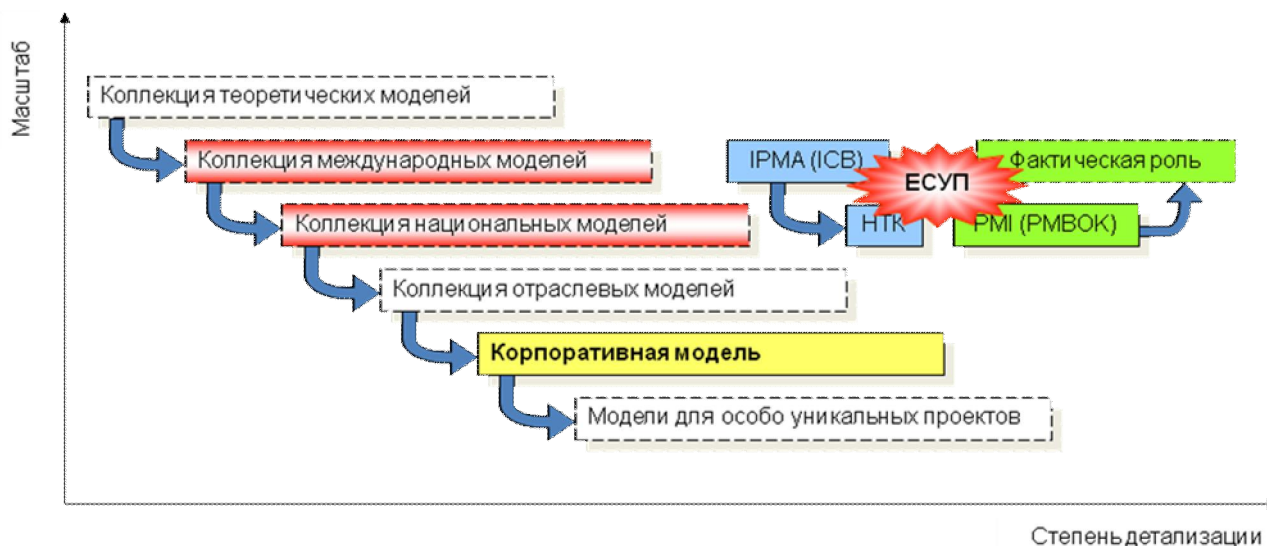 Масштаб
Коллекция теоретических моделей
Коллекция международных моделей
IPMA (ICB)
ЕСУП
Фактическая роль
Коллекция национальных моделей
НТК
PMI (PMBOK)
Коллекция отраслевых моделей
Корпоративная модель
Модели для особо уникальных проектов
Степень детализации